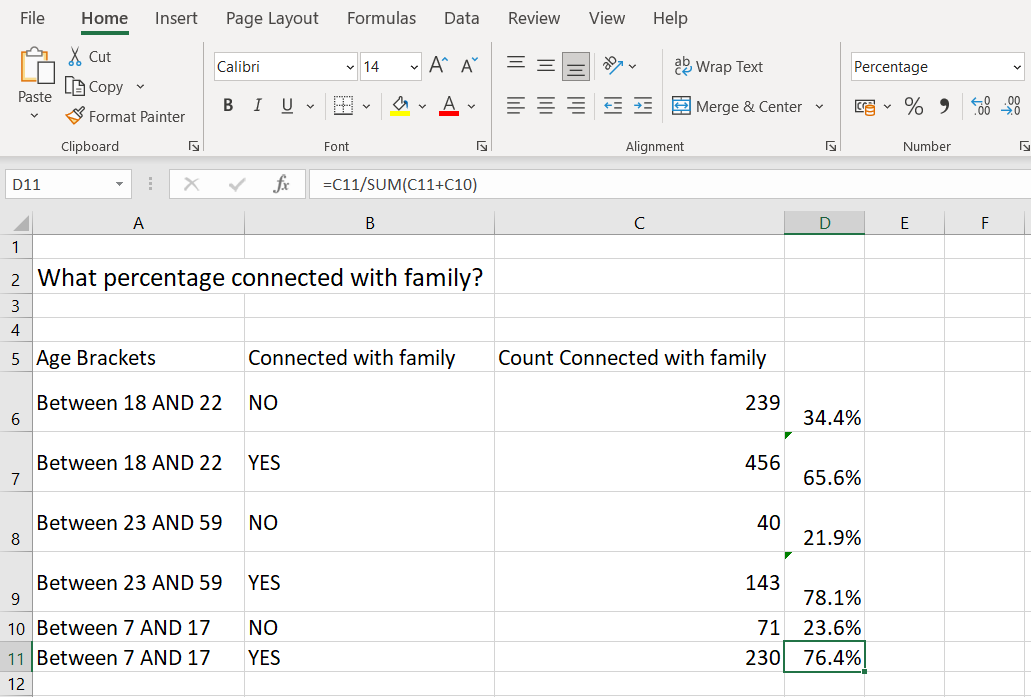 File Home Insert Page Layout Formulas Data Review View Help
Paste
Cut
Copy
Format Painter
Clipboard
Calibri 14 A A
B I U A
Font
ab Wrap Text
Merge & Center
Alignment
Percentage
% 9 .00 .00
Number
D11 fx =C11/SUM(C11+C10)
A B C D E F
1
2 What percentage connected with family?
3
4
5 Age Brackets Connected with family Count Connected with family
6 Between 18 AND 22 NO 239 34.4%
7 Between 18 AND 22 YES 456 65.6%
8 Between 23 AND 59 NO 40 21.9%
9 Between 23 AND 59 YES 143 78.1%
10 Between 7 AND 17 NO 71 23.6%
11 Between 7 AND 17 YES 230 76.4%
12